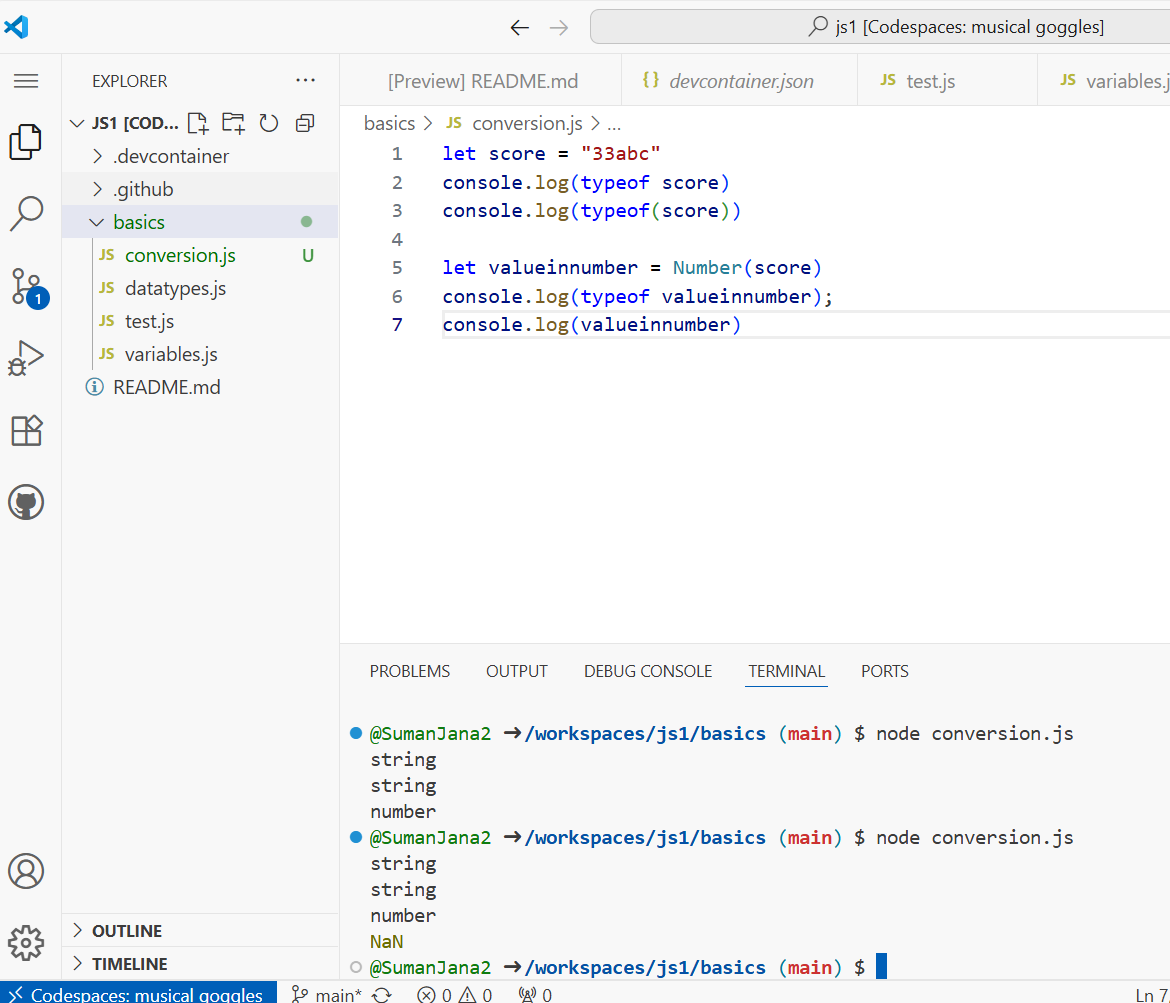 js1 [Codespaces: musical goggles]
EXPLORER
[Preview] README.md
{} devcontainer.json
JS test.js
JS variables.j
JS1 [COD...
basics > JS conversion.js > ...
.devcontainer
.github
basics
JS conversion.js U
JS datatypes.js
JS test.js
JS variables.js
README.md
1 let score = "33abc"
2 console.log(typeof score)
3 console.log(typeof(score))
4
5 let valueinnumber = Number(score)
6 console.log(typeof valueinnumber);
7 console.log(valueinnumber)
1
PROBLEMS OUTPUT DEBUG CONSOLE TERMINAL PORTS
@SumanJana2 ➜/workspaces/js1/basics (main) $ node conversion.js
string
string
number
@SumanJana2 ➜/workspaces/js1/basics (main) $ node conversion.js
string
string
number
NaN
@SumanJana2 ➜/workspaces/js1/basics (main) $
OUTLINE
TIMELINE
Codespaces: musical goggles main* 0 0 0 Ln 7